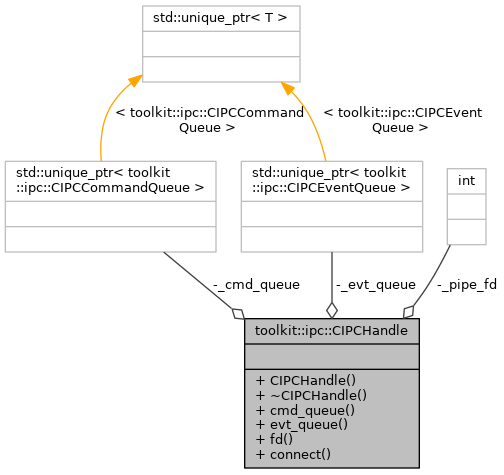 std::unique_ptr< T >
< toolkit::ipc::CIPCCommand
Queue >
< toolkit::ipc::CIPCEvent
Queue >
std::unique_ptr< toolkit
::ipc::CIPCCommandQueue >
std::unique_ptr< toolkit
::ipc::CIPCEventQueue >
int
-_cmd_queue
-_evt_queue
-_pipe_fd
toolkit::ipc::CIPCHandle
+ CIPCHandle()
+ ~CIPCHandle()
+ cmd_queue()
+ evt_queue()
+ fd()
+ connect()